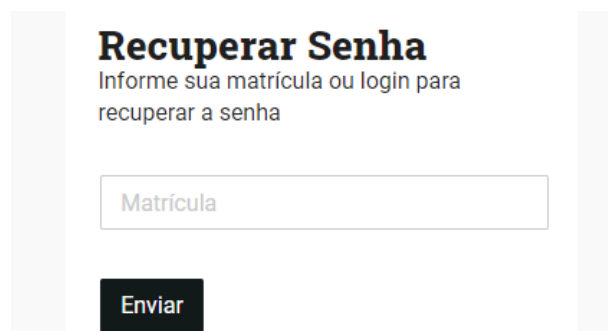 Recuperar Senha
Informe sua matrícula ou login para
recuperar a senha
Matrícula
Enviar